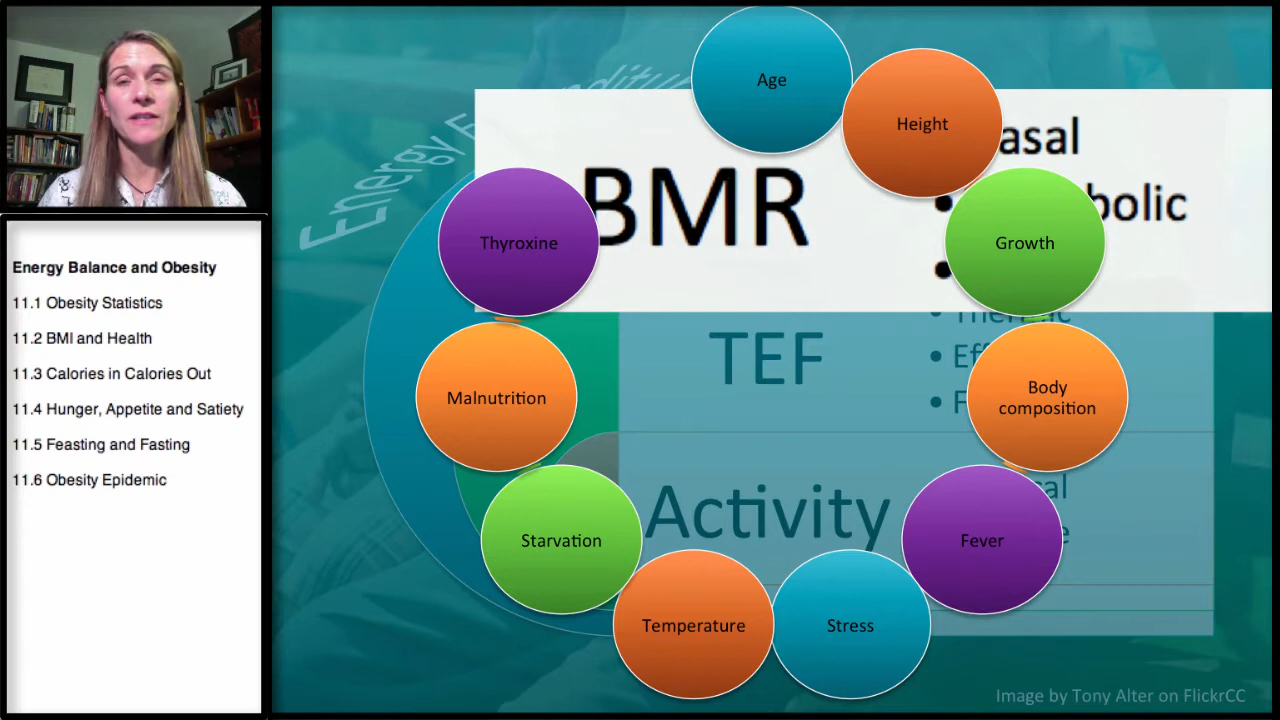 Energy Balance and Obesity
11.1 Obesity Statistics
11.2 BMI and Health
11.3 Calories in Calories Out
11.4 Hunger, Appetite and Satiety
11.5 Feasting and Fasting
11.6 Obesity Epidemic
Energy
Age
Height
BMR
Thyroxine
Growth
TEF
Malnutrition
Body
composition
Activity
Starvation
Fever
Temperature
Stress
Image by Tony Alter on FlickrCC